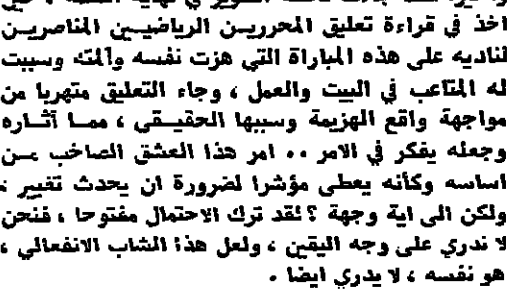 اخذ في قراءة تعليق المحررين الرياضيين المناصرين
لناديه على هذه المباراة التي هزت نفسه وآلمته وسببت
له المتاعب في البيت والعمل ، وجاء التعليق متهربا من
مواجهة واقع الهزيمة وسببها الحقيقى ، مما أثاره
وجعله يفكر في الامر .. امر هذا العشق الصاخب من
اساسه وكأنه يعطى مؤشرا لضرورة ان يحدث تغيير ،
ولكن الى اية وجهة ؟ لقد ترك الاحتمال مفتوحا ، فنحن
لا ندري على وجه اليقين ، ولعل هذا الشاب الانفعالي ،
هو نفسه ، لا يدري ايضا .